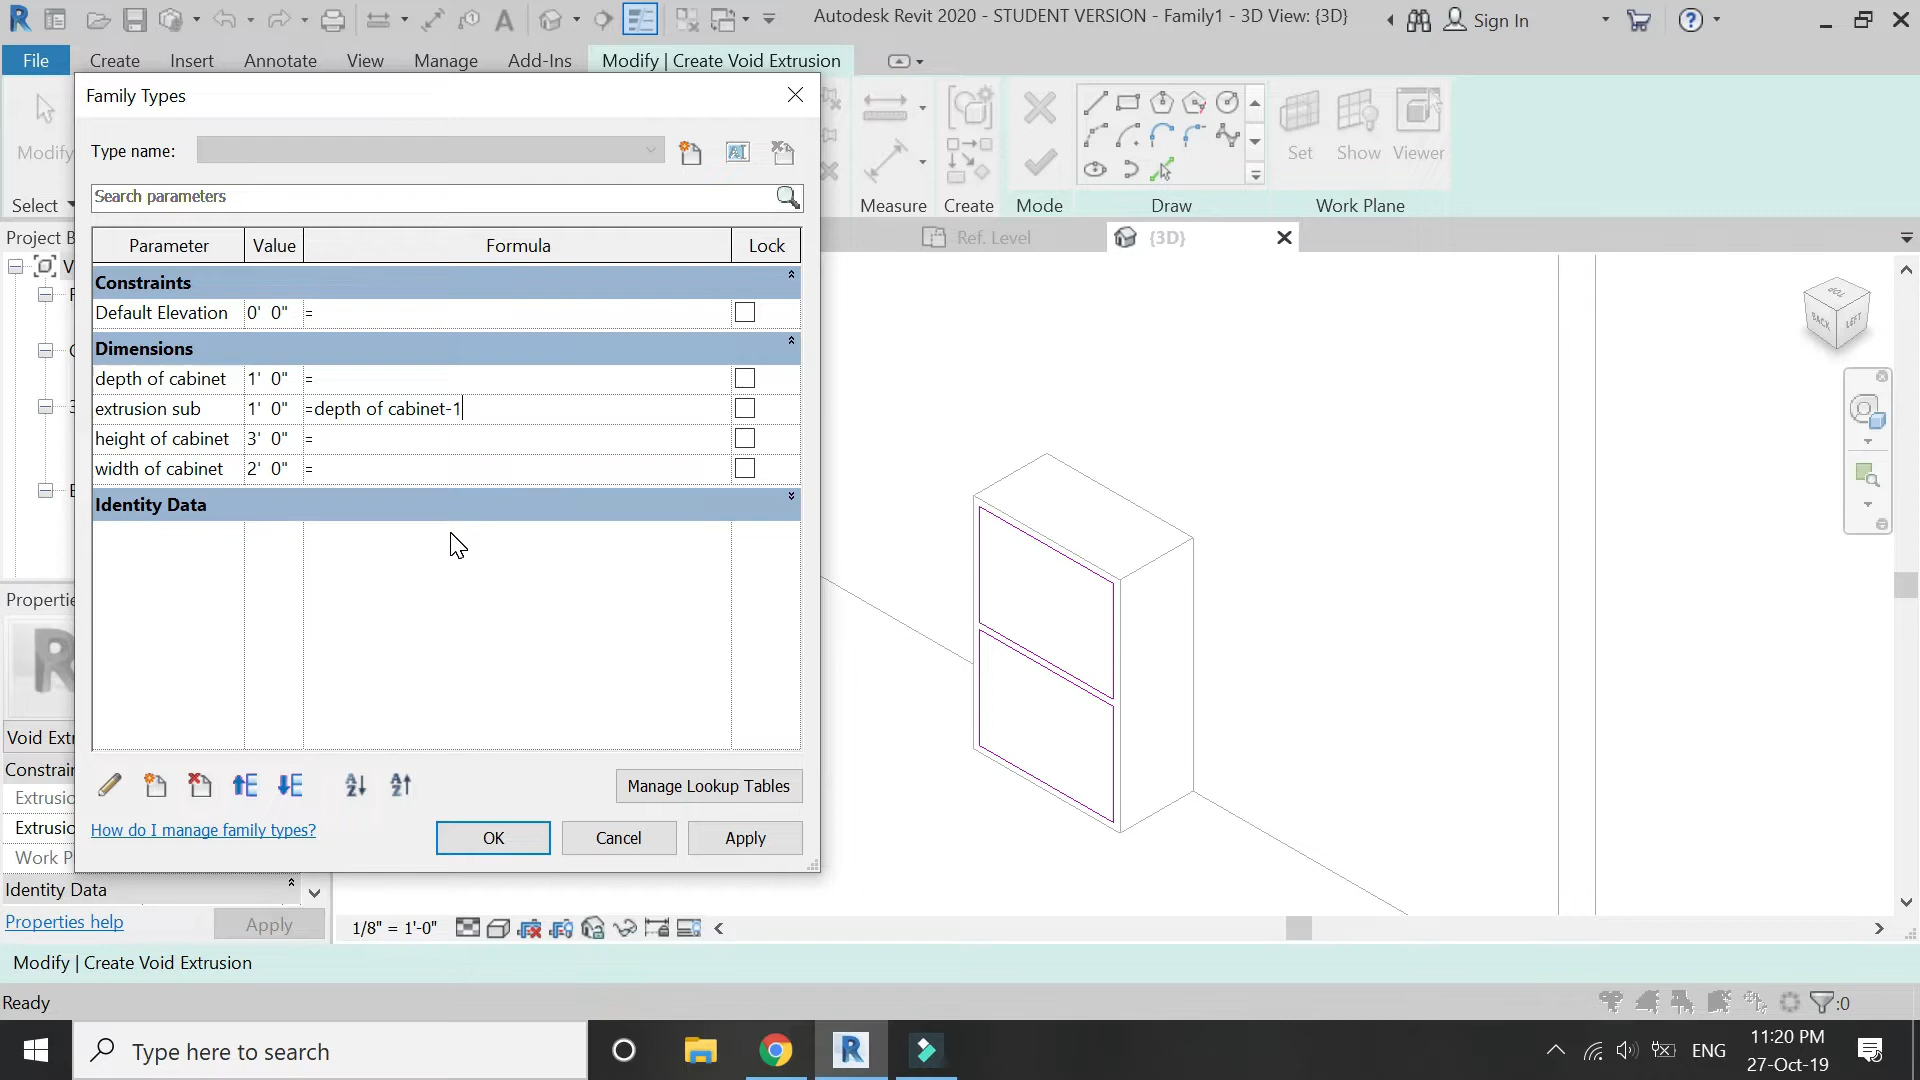 Autodesk Revit 2020 - STUDENT VERSION - Family1 - 3D View: {3D}
Sign In
File Create Insert Annotate View Manage Add-Ins Modify | Create Void Extrusion
Family Types
Modify
Type name:
Search parameters
Select
Set Show Viewer
Measure Create Mode Draw Work Plane
Project B
Ref. Level
{3D}
Parameter Value Formula Lock
Constraints
Default Elevation 0' 0" =
Dimensions
depth of cabinet 1' 0" =
extrusion sub 1' 0" =depth of cabinet-1
height of cabinet 3' 0" =
width of cabinet 2' 0" =
Identity Data
TOP
BACK
LEFT
Manage Lookup Tables
How do I manage family types?
OK Cancel Apply
Propertie
Void Ext
Constrain
Extrusio
Extrusio
Work P
Identity Data
Properties help
Apply
1/8" = 1'-0"
Modify | Create Void Extrusion
Ready
:0
Type here to search
ENG
11:20 PM
27-Oct-19